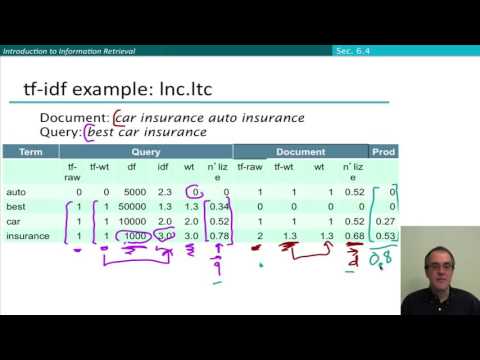 Introduction to Information Retrieval Sec. 6.4
tf-idf example: lnc.ltc
Document: car insurance auto insurance
Query: best car insurance
Term Query Document Prod
tf-raw tf-wt df idf wt n'lize tf-raw tf-wt wt n'lize
auto 0 0 5000 2.3 0 0 1 1 1 0.52 0
best 1 1 50000 1.3 1.3 0.34 0 0 0 0 0
car 1 1 10000 2.0 2.0 0.52 1 1 1 0.52 0.27
insurance 1 1 1000 3.0 3.0 0.78 2 1.3 1.3 0.68 0.53
q d 0.8